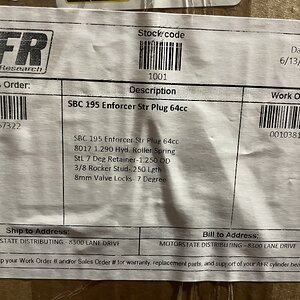 AFR
Research
Stock code
1001
6/13/
Order:
Description
Work O
67322
SBC 195 Enforcer Str Plug 64cc
0010381
SBC 195 Enforcer Str Plug 64cc
8017 1.290 Hyd. Roller Spring
StL 7 Deg Retainer-1.250 OD
3/8 Rocker Stud-.250 Lgth
8mm Valve Locks- 7 Degree
Ship to Address:
Bill to Address:
STATE DISTRIBUTING - 8300 LANE DRIVE
MOTORSTATE DISTRIBUTING - 8300 LANE
p your Work Order # and/or Sales Order # for warranty, replacement parts, and support of your AFR cylinder hea